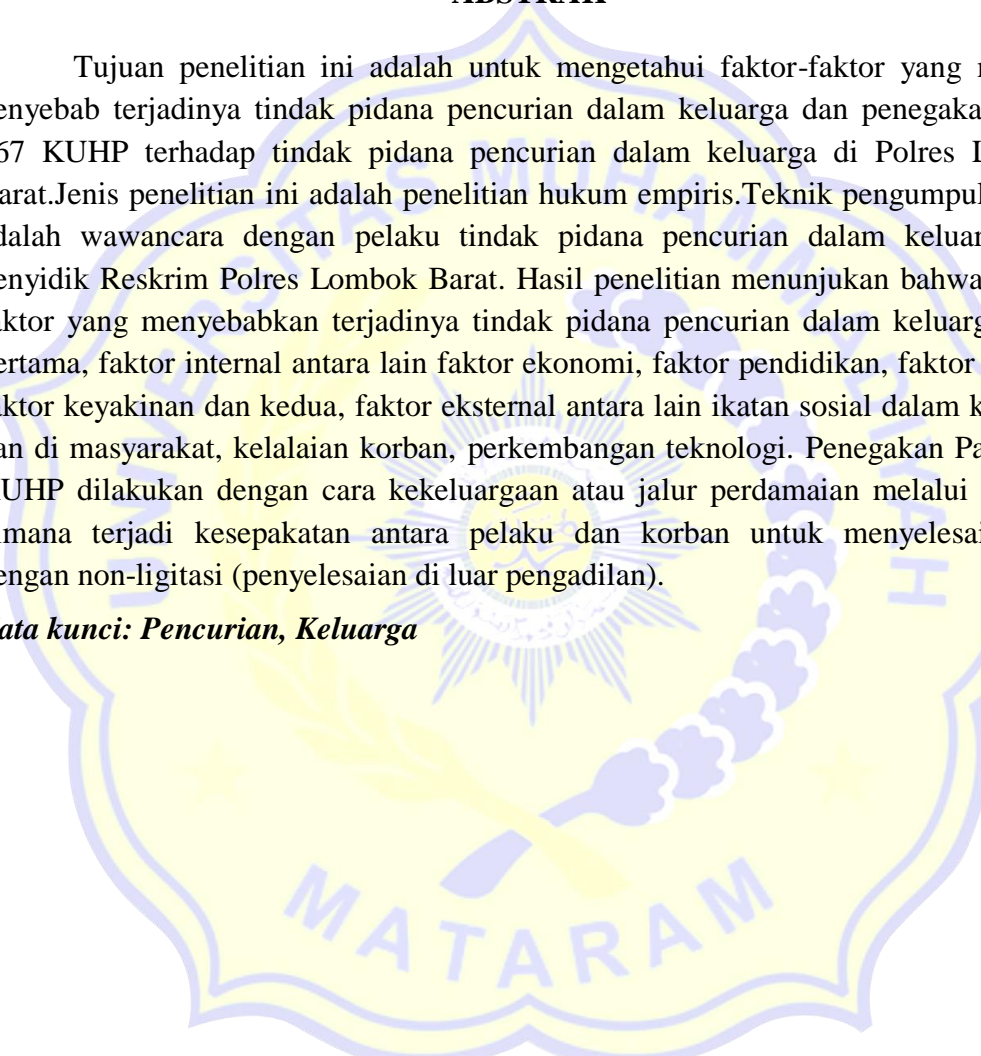 ABSTRAK
Tujuan penelitian ini adalah untuk mengetahui faktor-faktor yang
enyebab terjadinya tindak pidana pencurian dalam keluarga dan penegaka
67 KUHP terhadap tindak pidana pencurian dalam keluarga di Polres
arat.Jenis penelitian ini adalah penelitian hukum empiris.Teknik pengumpul
dalah wawancara dengan pelaku tindak pidana pencurian dalam keluar
enyidik Reskrim Polres Lombok Barat. Hasil penelitian menunjukan bahwa
aktor yang menyebabkan terjadinya tindak pidana pencurian dalam keluarg
ertama, faktor internal antara lain faktor ekonomi, faktor pendidikan, faktor
aktor keyakinan dan kedua, faktor eksternal antara lain ikatan sosial dalam k
an di masyarakat, kelalaian korban, perkembangan teknologi. Penegakan Pa
UHP dilakukan dengan cara kekeluargaan atau jalur perdamaian melalui
imana terjadi kesepakatan antara pelaku dan korban untuk menyelesai
engan non-ligitasi (penyelesaian di luar pengadilan).
ata kunci: Pencurian, Keluarga
UNIVERSITAS MUHAMMADIYAH
MATARAM